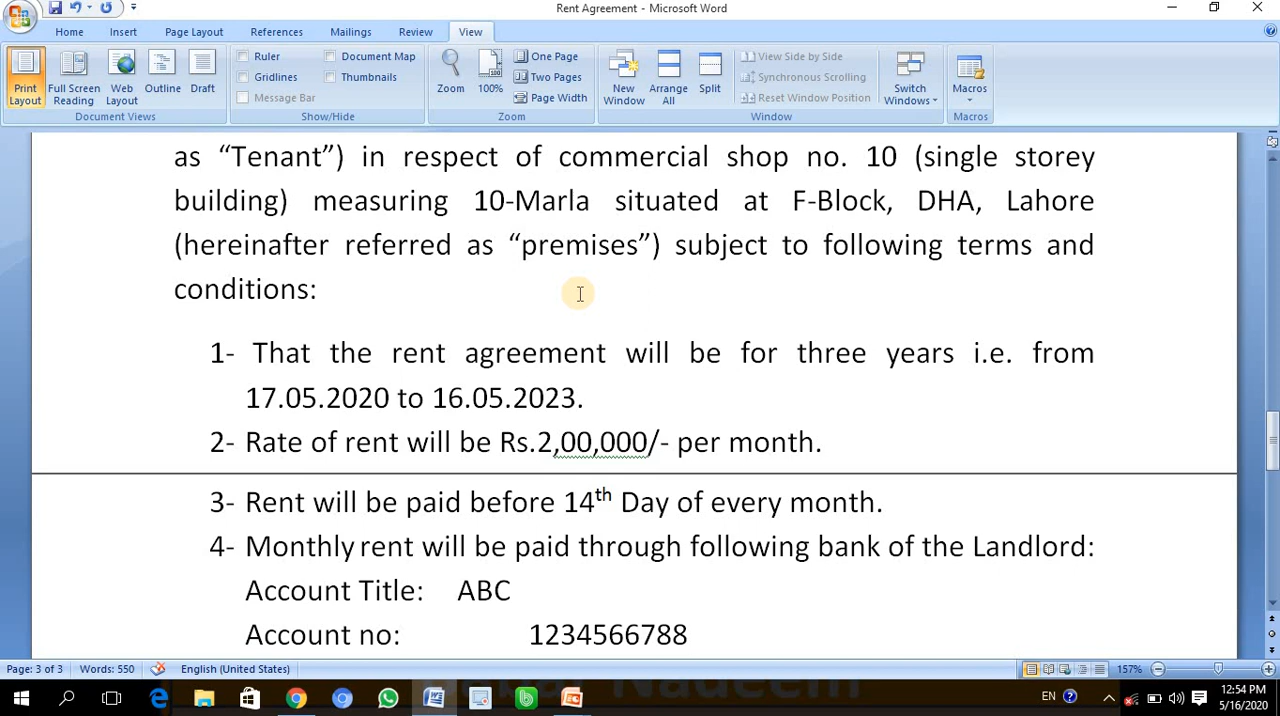 Rent Agreement - Microsoft Word
Home Insert Page Layout References Mailings Review View
Print Layout
Full Screen Reading
Web Layout
Outline
Draft
Document Views
Ruler
Gridlines
Message Bar
Document Map
Thumbnails
Show/Hide
Zoom
100%
One Page
Two Pages
Page Width
Zoom
New Window
Arrange All
Split
View Side by Side
Synchronous Scrolling
Reset Window Position
Switch Windows
Window
Macros
Macros
as “Tenant”) in respect of commercial shop no. 10 (single storey
building) measuring 10-Marla situated at F-Block, DHA, Lahore
(hereinafter referred as “premises”) subject to following terms and
conditions:
1- That the rent agreement will be for three years i.e. from
17.05.2020 to 16.05.2023.
2- Rate of rent will be Rs.2,00,000/- per month.
3- Rent will be paid before 14th Day of every month.
4- Monthly rent will be paid through following bank of the Landlord:
Account Title: ABC
Account no: 1234566788
Page: 3 of 3 Words: 550 English (United States) 157%
EN 12:54 PM
5/16/2020